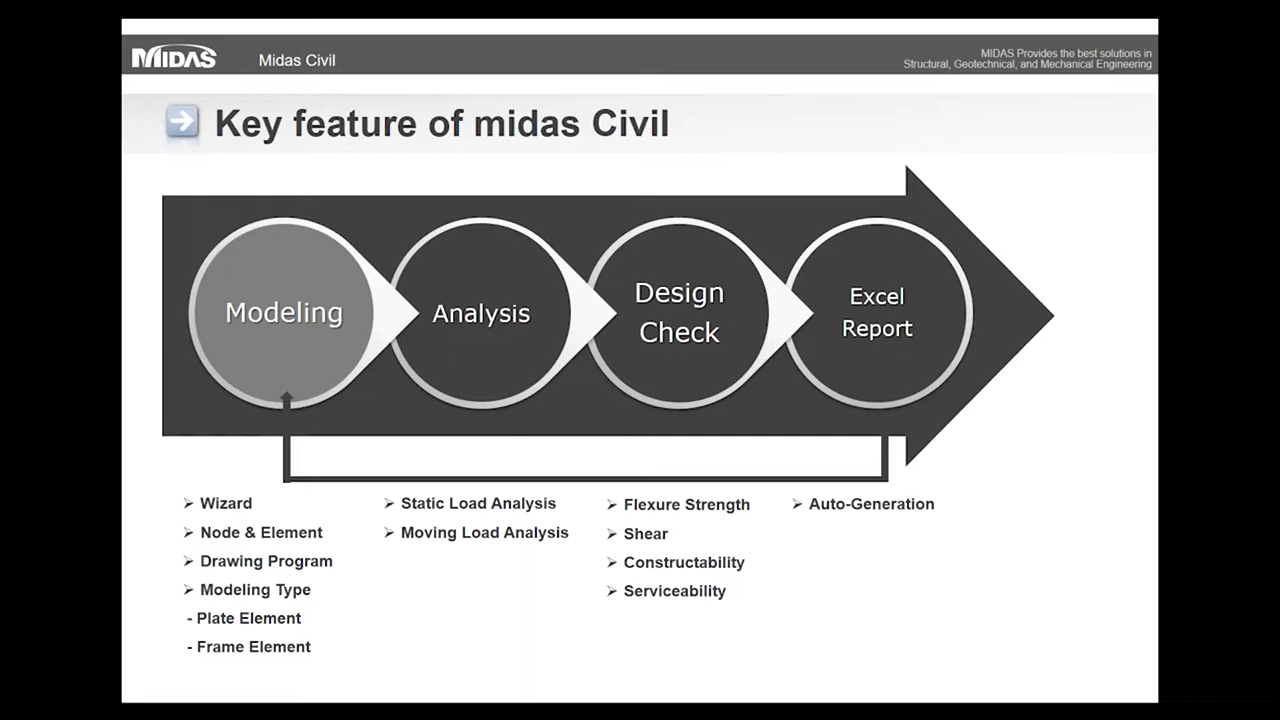 MIDAS
Midas Civil
MIDAS Provides the best solutions in
Structural, Geotechnical, and Mechanical Engineering
Key feature of midas Civil
Modeling
Analysis
Design
Check
Excel
Report
➢ Wizard
➢ Node & Element
➢ Drawing Program
➢ Modeling Type
- Plate Element
- Frame Element
➢ Static Load Analysis
➢ Moving Load Analysis
➢ Flexure Strength
➢ Shear
➢ Constructability
➢ Serviceability
➢ Auto-Generation